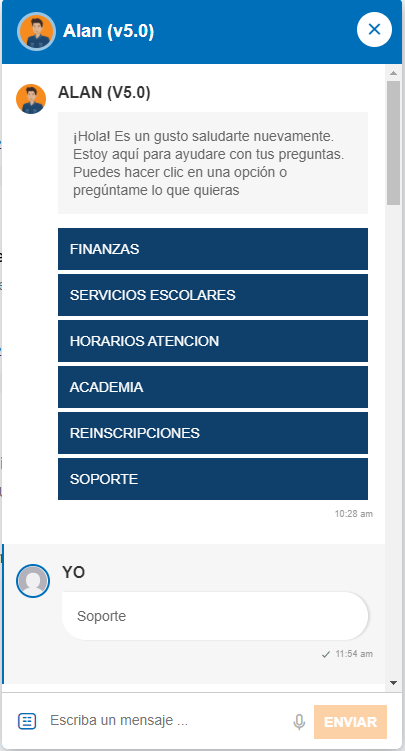 Alan (v5.0)
ALAN (V5.0)
¡Hola! Es un gusto saludarte nuevamente.
Estoy aquí para ayudare con tus preguntas.
Puedes hacer clic en una opción o
pregúntame lo que quieras
FINANZAS
SERVICIOS ESCOLARES
HORARIOS ATENCION
ACADEMIA
REINSCRIPCIONES
SOPORTE
10:28 am
YO
Soporte
11:54 am
Escriba un mensaje ...
ENVIAR